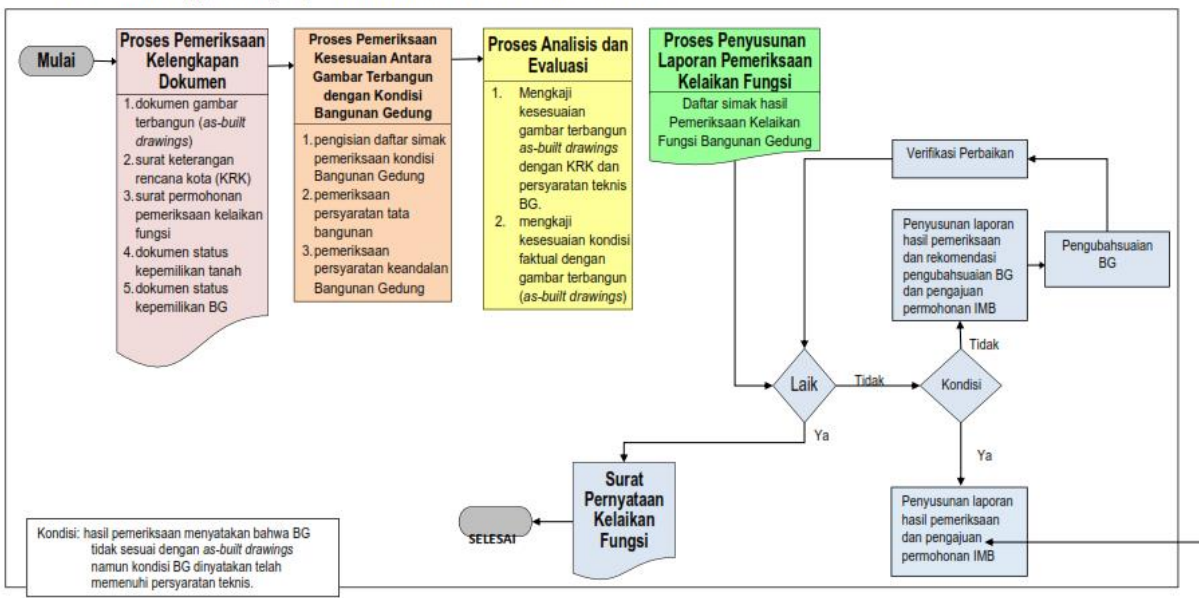 Mulai
Proses Pemeriksaan
Kelengkapan
Dokumen
1. dokumen gambar
terbangun (as-built
drawings)
2. surat keterangan
rencana kota (KRK)
3. surat permohonan
pemeriksaan kelaikan
fungsi
4. dokumen status
kepemilikan tanah
5. dokumen status
kepemilikan BG
Proses Pemeriksaan
Kesesuaian Antara
Gambar Terbangun
dengan Kondisi
Bangunan Gedung
1. pengisian daftar simak
pemeriksaan kondisi
Bangunan Gedung
2. pemeriksaan
persyaratan tata
bangunan
3. pemeriksaan
persyaratan keandalan
Bangunan Gedung
Proses Analisis dan
Evaluasi
1. Mengkaji
kesesuaian
gambar terbangun
as-built drawings
dengan KRK dan
persyaratan teknis
BG.
2. mengkaji
kesesuaian kondisi
faktual dengan
gambar terbangun
(as-built drawings)
Proses Penyusunan
Laporan Pemeriksaan
Kelaikan Fungsi
Daftar simak hasil
Pemeriksaan Kelaikan
Fungsi Bangunan Gedung
Verifikasi Perbaikan
Penyusunan laporan
hasil pemeriksaan
dan rekomendasi
pengubahsuaian BG
dan pengajuan
permohonan IMB
Pengubahsuaian
BG
Tidak
Laik
Tidak
Kondisi
Ya
Ya
Surat
Pernyataan
Kelaikan
Fungsi
SELESAI
Penyusunan laporan
hasil pemeriksaan
dan pengajuan
permohonan IMB
Kondisi: hasil pemeriksaan menyatakan bahwa BG
tidak sesuai dengan as-built drawings
namun kondisi BG dinyatakan telah
memenuhi persyaratan teknis.